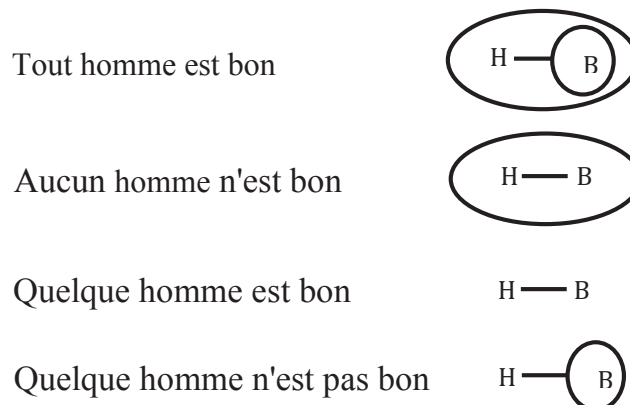 Tout homme est bon H B
Aucun homme n'est bon H B
Quelque homme est bon H B
Quelque homme n'est pas bon H B